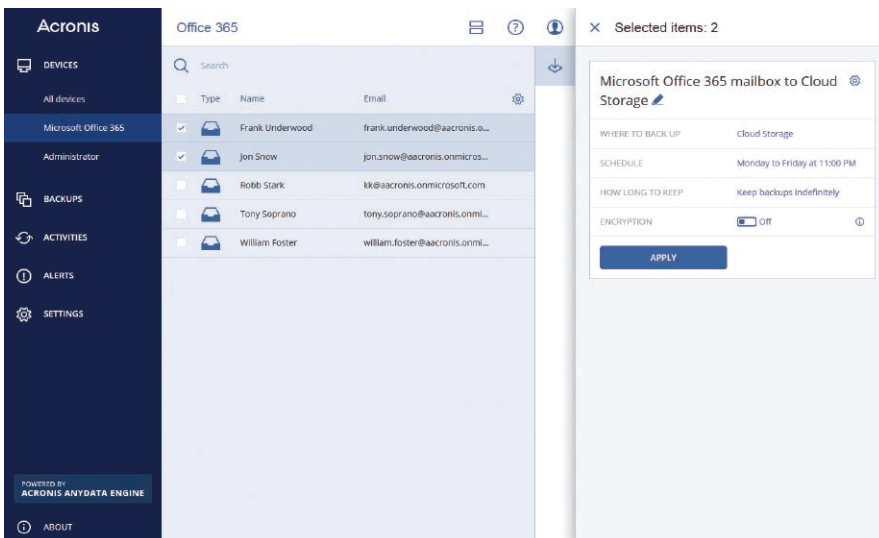 Acronis
DEVICES
All devices
Microsoft Office 365
Administrator
BACKUPS
ACTIVITIES
ALERTS
SETTINGS
POWERED BY
ACRONIS ANYDATA ENGINE
ABOUT
Office 365
Search
Type Name Email
Frank Underwood frank.underwood@aacronis.o...
Jon Snow jon.snow@aacronis.onmicros...
Robb Stark kk@aacronis.onmicrosoft.com
Tony Soprano tony.soprano@aacronis.onmi...
William Foster william.foster@aacronis.onmi...
Selected items: 2
Microsoft Office 365 mailbox to Cloud
Storage
WHERE TO BACK UP Cloud Storage
SCHEDULE Monday to Friday at 11:00 PM
HOW LONG TO KEEP Keep backups indefinitely
ENCRYPTION Off
APPLY